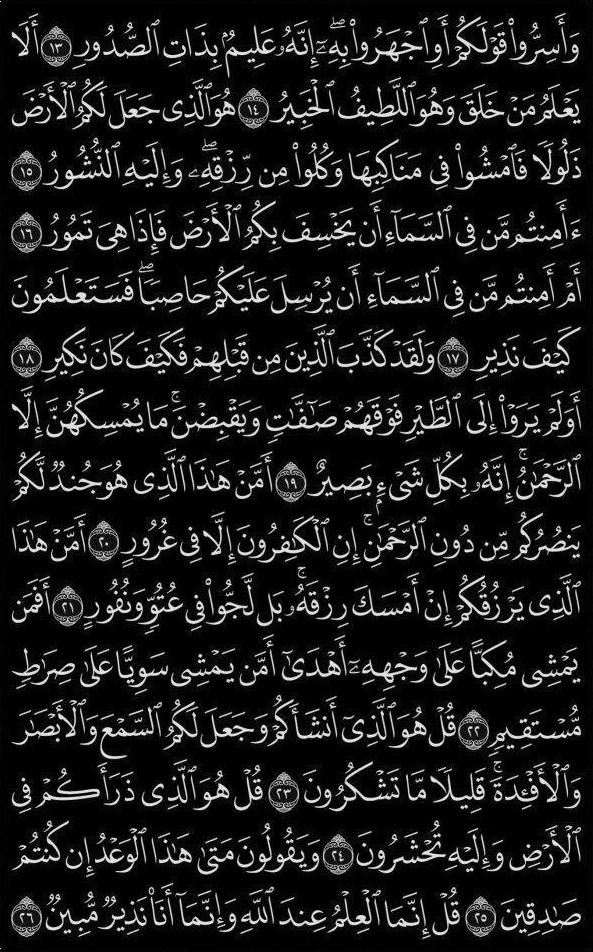 وَأَسِرُّوا۟ قَوْلَكُمْ أَوِ ٱجْهَرُوا۟ بِهِۦٓ ۖ إِنَّهُۥ عَلِيمٌۢ بِذَاتِ ٱلصُّدُورِ ١٣ أَلَا
يَعْلَمُ مَنْ خَلَقَ وَهُوَ ٱللَّطِيفُ ٱلْخَبِيرُ ١٤ هُوَ ٱلَّذِى جَعَلَ لَكُمُ ٱلْأَرْضَ
ذَلُولًا فَٱمْشُوا۟ فِى مَنَاكِبِهَا وَكُلُوا۟ مِن رِّزْقِهِۦ ۖ وَإِلَيْهِ ٱلنُّشُورُ ١٥
ءَأَمِنتُم مَّن فِى ٱلسَّمَآءِ أَن يَخْسِفَ بِكُمُ ٱلْأَرْضَ فَإِذَا هِىَ تَمُورُ ١٦
أَمْ أَمِنتُم مَّن فِى ٱلسَّمَآءِ أَن يُرْسِلَ عَلَيْكُمْ حَاصِبًا ۖ فَسَتَعْلَمُونَ
كَيْفَ نَذِيرِ ١٧ وَلَقَدْ كَذَّبَ ٱلَّذِينَ مِن قَبْلِهِمْ فَكَيْفَ كَانَ نَكِيرِ ١٨
أَوَلَمْ يَرَوْا۟ إِلَى ٱلطَّيْرِ فَوْقَهُمْ صَـٰٓفَّـٰتٍ وَيَقْبِضْنَ ۚ مَا يُمْسِكُهُنَّ إِلَّا
ٱلرَّحْمَـٰنُ ۚ إِنَّهُۥ بِكُلِّ شَىْءٍۭ بَصِيرٌ ١٩ أَمَّنْ هَـٰذَا ٱلَّذِى هُوَ جُندٌ لَّكُمْ
يَنصُرُكُم مِّن دُونِ ٱلرَّحْمَـٰنِ ۚ إِنِ ٱلْكَـٰفِرُونَ إِلَّا فِى غُرُورٍ ٢٠ أَمَّنْ هَـٰذَا
ٱلَّذِى يَرْزُقُكُمْ إِنْ أَمْسَكَ رِزْقَهُۥ ۚ بَل لَّجُّوا۟ فِى عُتُوٍّ وَنُفُورٍ ٢١ أَفَمَن
يَمْشِى مُكِبًّا عَلَىٰ وَجْهِهِۦٓ أَهْدَىٰٓ أَمَّن يَمْشِى سَوِيًّا عَلَىٰ صِرَٰطٍ
مُّسْتَقِيمٍ ٢٢ قُلْ هُوَ ٱلَّذِىٓ أَنشَأَكُمْ وَجَعَلَ لَكُمُ ٱلسَّمْعَ وَٱلْأَبْصَـٰرَ
وَٱلْأَفْـِٔدَةَ ۖ قَلِيلًا مَّا تَشْكُرُونَ ٢٣ قُلْ هُوَ ٱلَّذِى ذَرَأَكُمْ فِى
ٱلْأَرْضِ وَإِلَيْهِ تُحْشَرُونَ ٢٤ وَيَقُولُونَ مَتَىٰ هَـٰذَا ٱلْوَعْدُ إِن كُنتُمْ
صَـٰدِقِينَ ٢٥ قُلْ إِنَّمَا ٱلْعِلْمُ عِندَ ٱللَّهِ وَإِنَّمَآ أَنَا۠ نَذِيرٌ مُّبِينٌ ٢٦